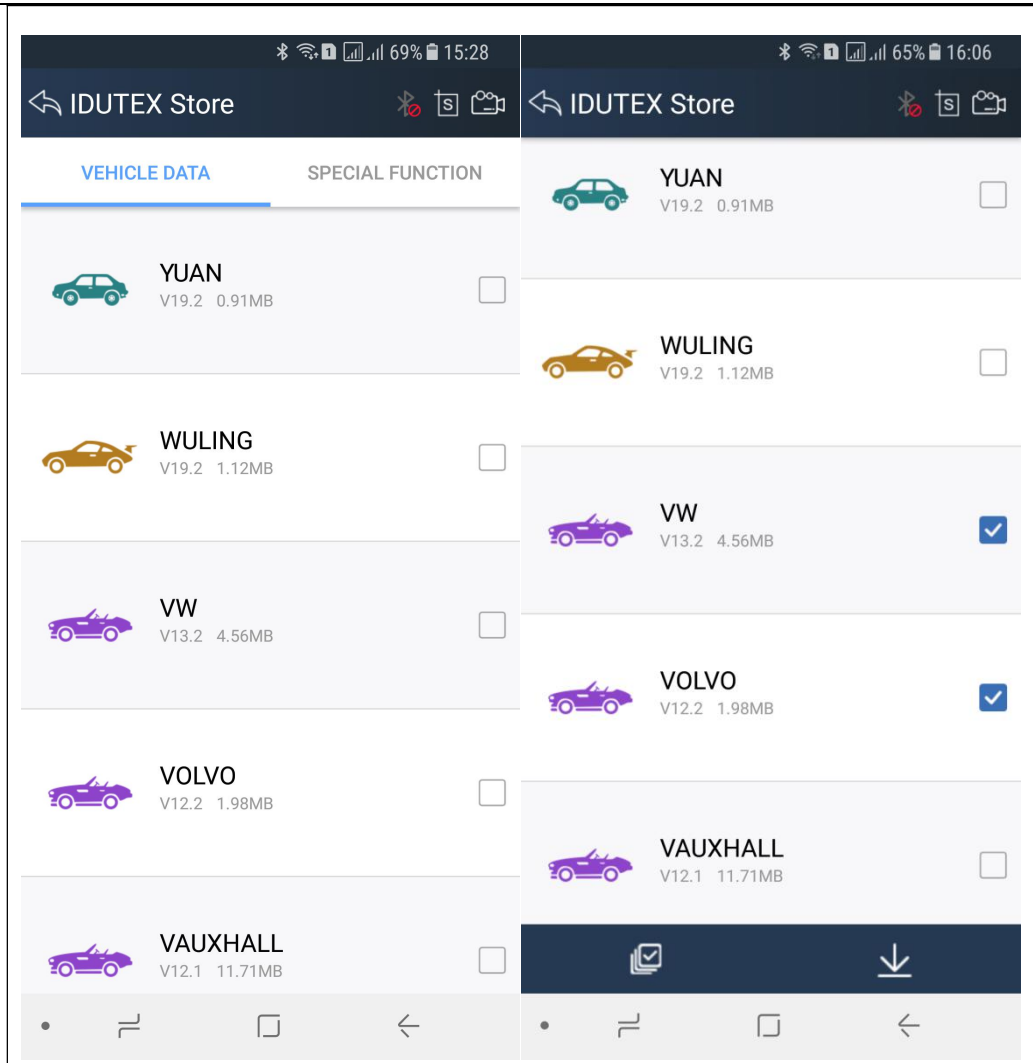 69% 15:28
IDUTEX Store
VEHICLE DATA SPECIAL FUNCTION
YUAN
V19.2 0.91MB
WULING
V19.2 1.12MB
VW
V13.2 4.56MB
VOLVO
V12.2 1.98MB
VAUXHALL
V12.1 11.71MB
65% 16:06
IDUTEX Store
YUAN
V19.2 0.91MB
WULING
V19.2 1.12MB
VW
V13.2 4.56MB
VOLVO
V12.2 1.98MB
VAUXHALL
V12.1 11.71MB